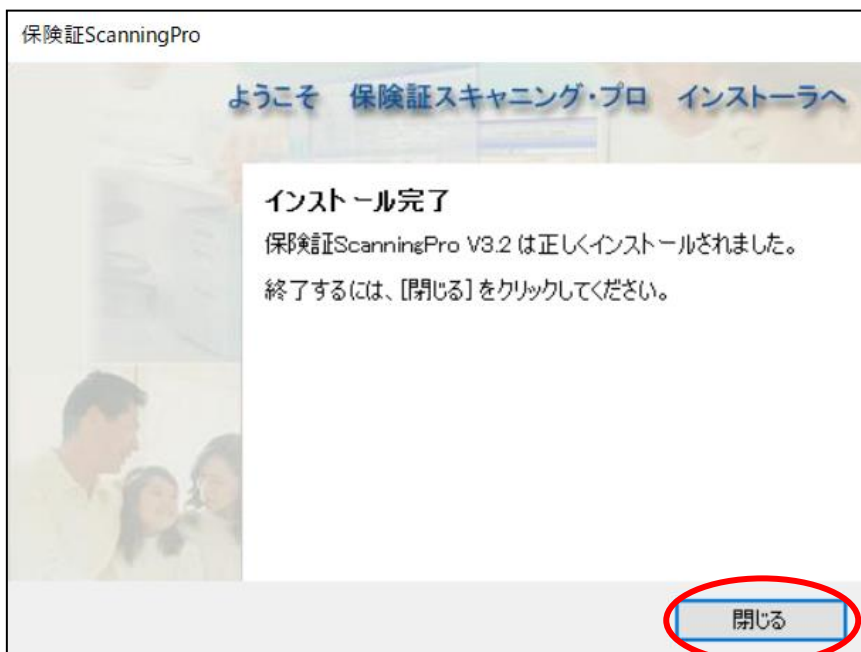 保険証ScanningPro
ようこそ 保険証スキャニング・プロ インストーラへ
インストール完了
保険証ScanningPro V3.2 は正しくインストールされました。
終了するには、[閉じる] をクリックしてください。
閉じる